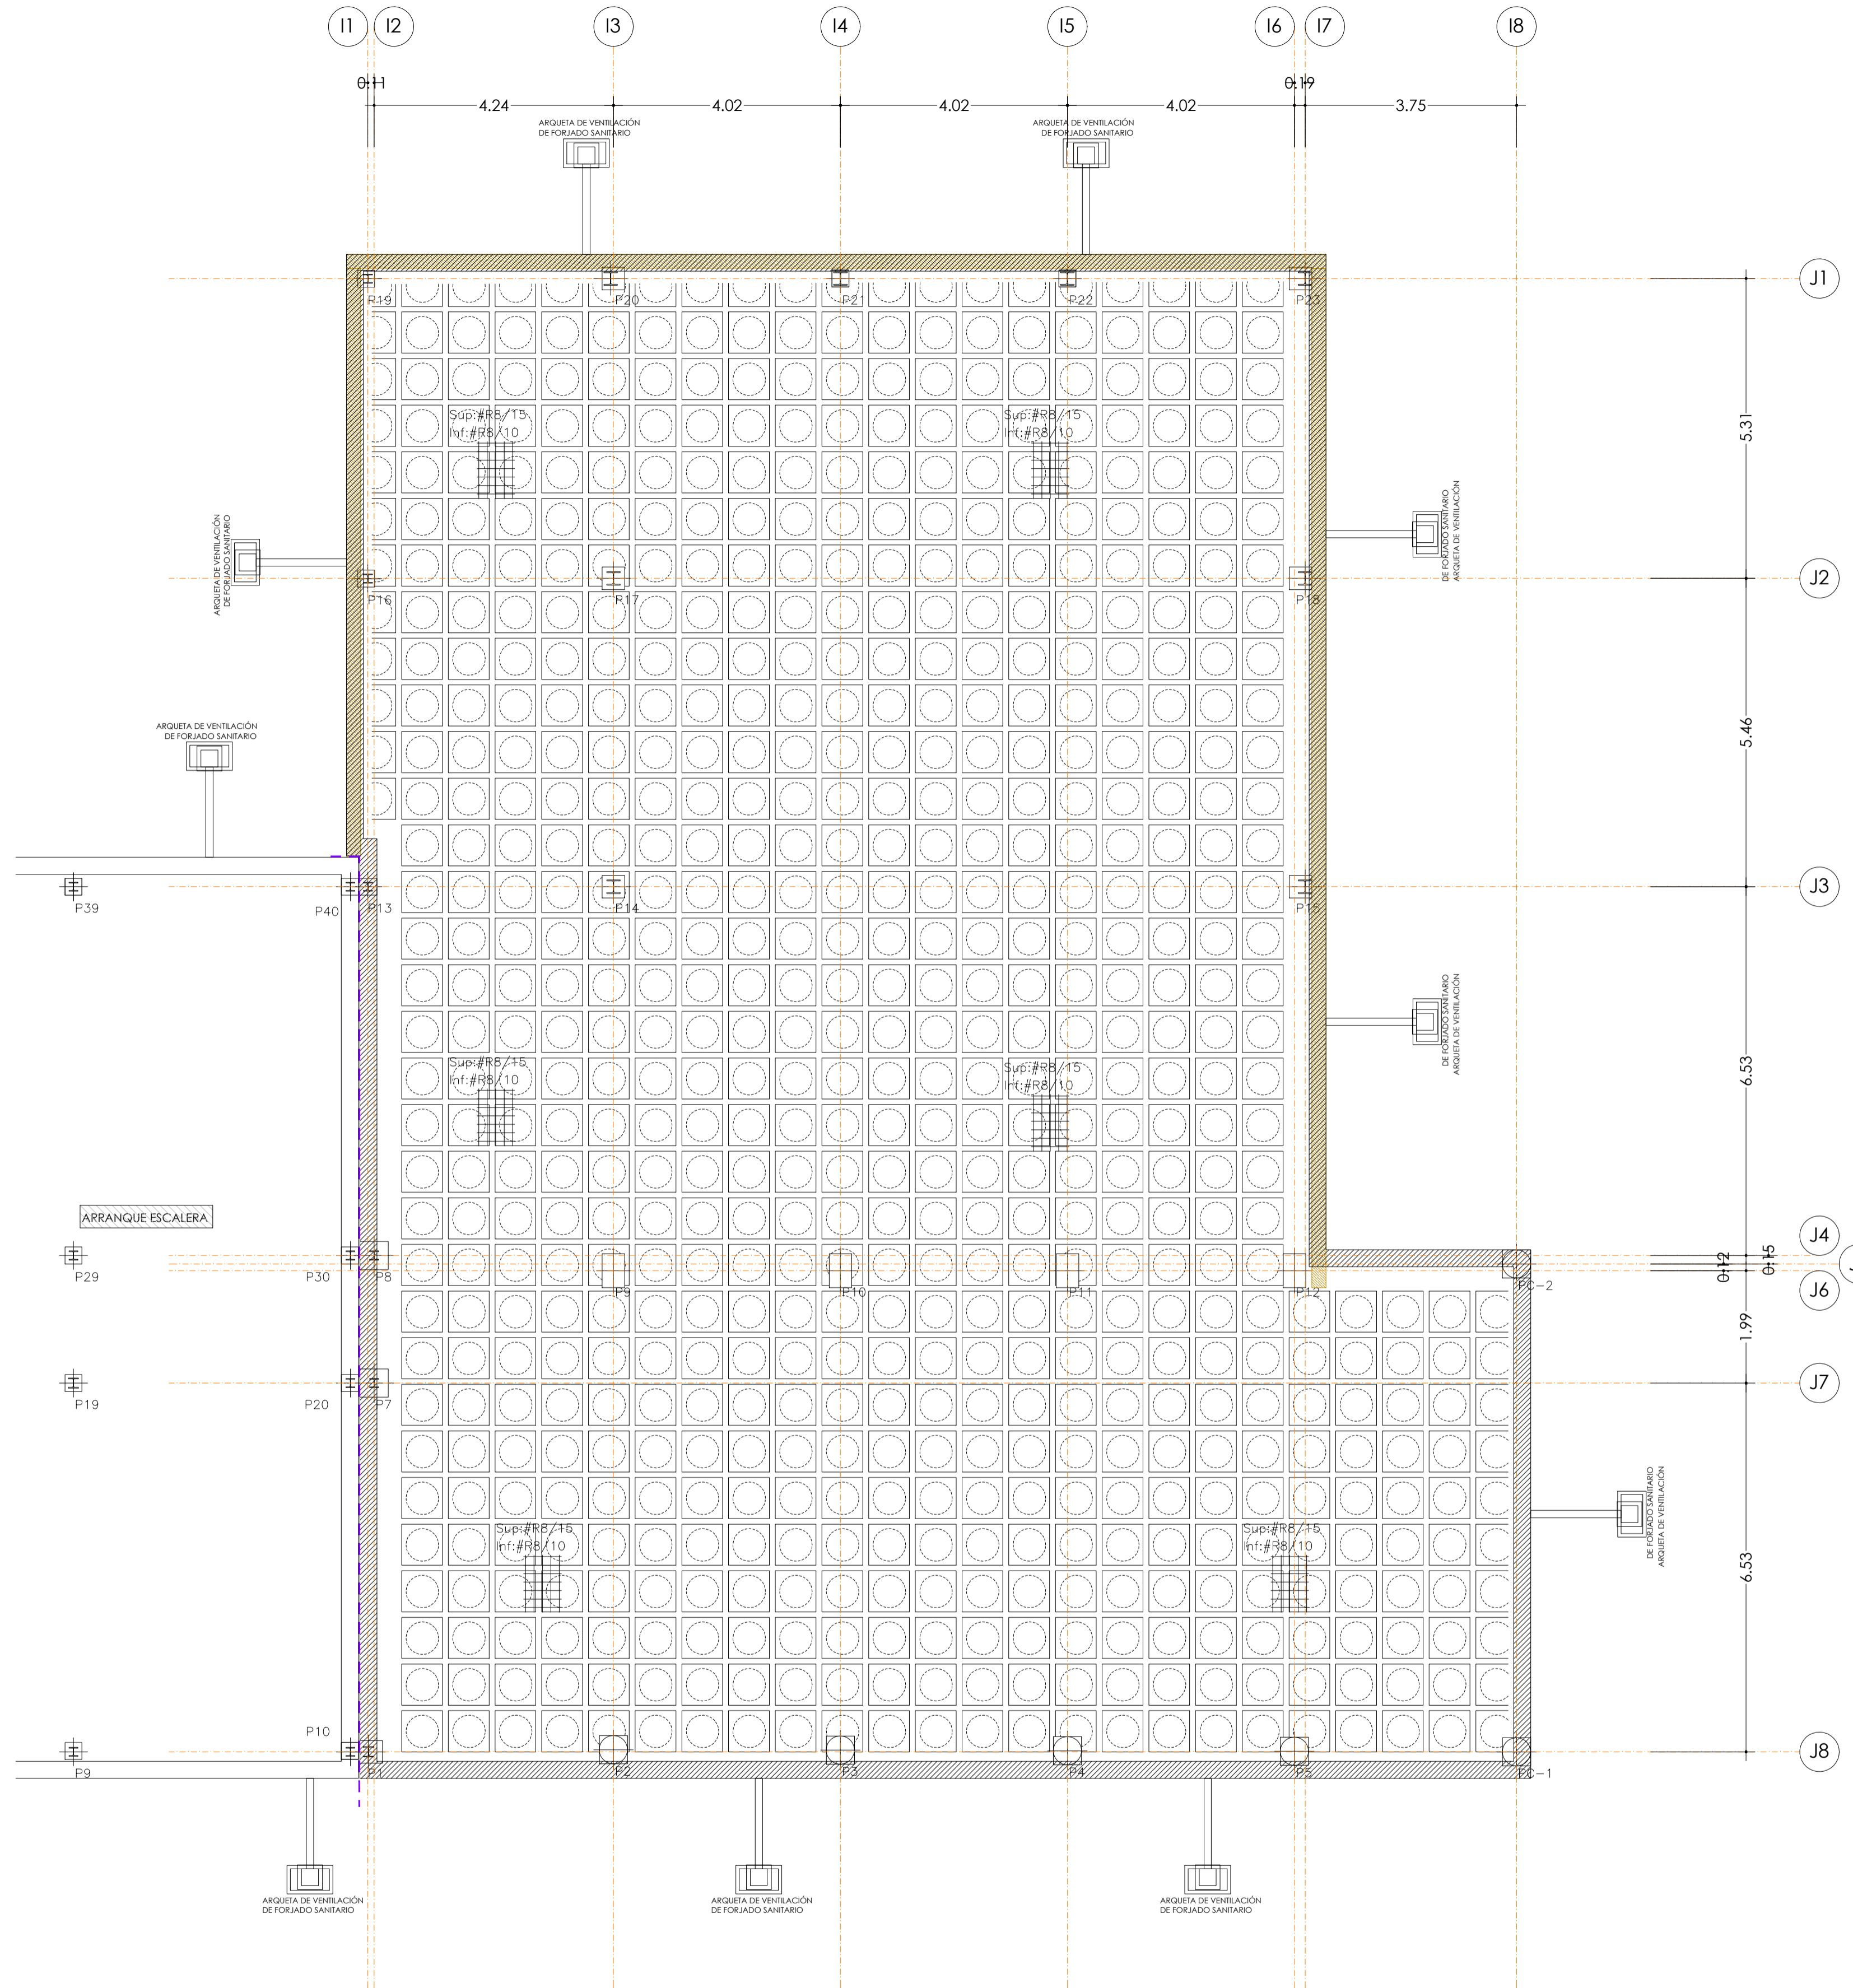 I1 I2 I3 I4 I5 I6 I7 I8
0.11 0.19
4.24 4.02 4.02 4.02 3.75
ARQUETA DE VENTILACIÓN
DE FORJADO SANITARIO
ARQUETA DE VENTILACIÓN
DE FORJADO SANITARIO
J1
P19 P20 P21 P22 P23
5.31
Sup:#R8/15
Inf:#R8/10
Sup:#R8/15
Inf:#R8/10
ARQUETA DE VENTILACIÓN
DE FORJADO SANITARIO
DE FORJADO SANITARIO
ARQUETA DE VENTILACIÓN
J2
P16 P17 P18
5.46
ARQUETA DE VENTILACIÓN
DE FORJADO SANITARIO
J3
P39 P40 P13 P14 P15
DE FORJADO SANITARIO
ARQUETA DE VENTILACIÓN
6.53
Sup:#R8/15
Inf:#R8/10
Sup:#R8/15
Inf:#R8/10
ARRANQUE ESCALERA
J4
0.12 0.15
J6
P29 P30 P8 P9 P10 P11 P12 PC-2
1.99
J7
P19 P20 P7
DE FORJADO SANITARIO
ARQUETA DE VENTILACIÓN
6.53
Sup:#R8/15
Inf:#R8/10
Sup:#R8/15
Inf:#R8/10
P10
J8
P9 P1 P2 P3 P4 P5 PC-1
ARQUETA DE VENTILACIÓN
DE FORJADO SANITARIO
ARQUETA DE VENTILACIÓN
DE FORJADO SANITARIO
ARQUETA DE VENTILACIÓN
DE FORJADO SANITARIO